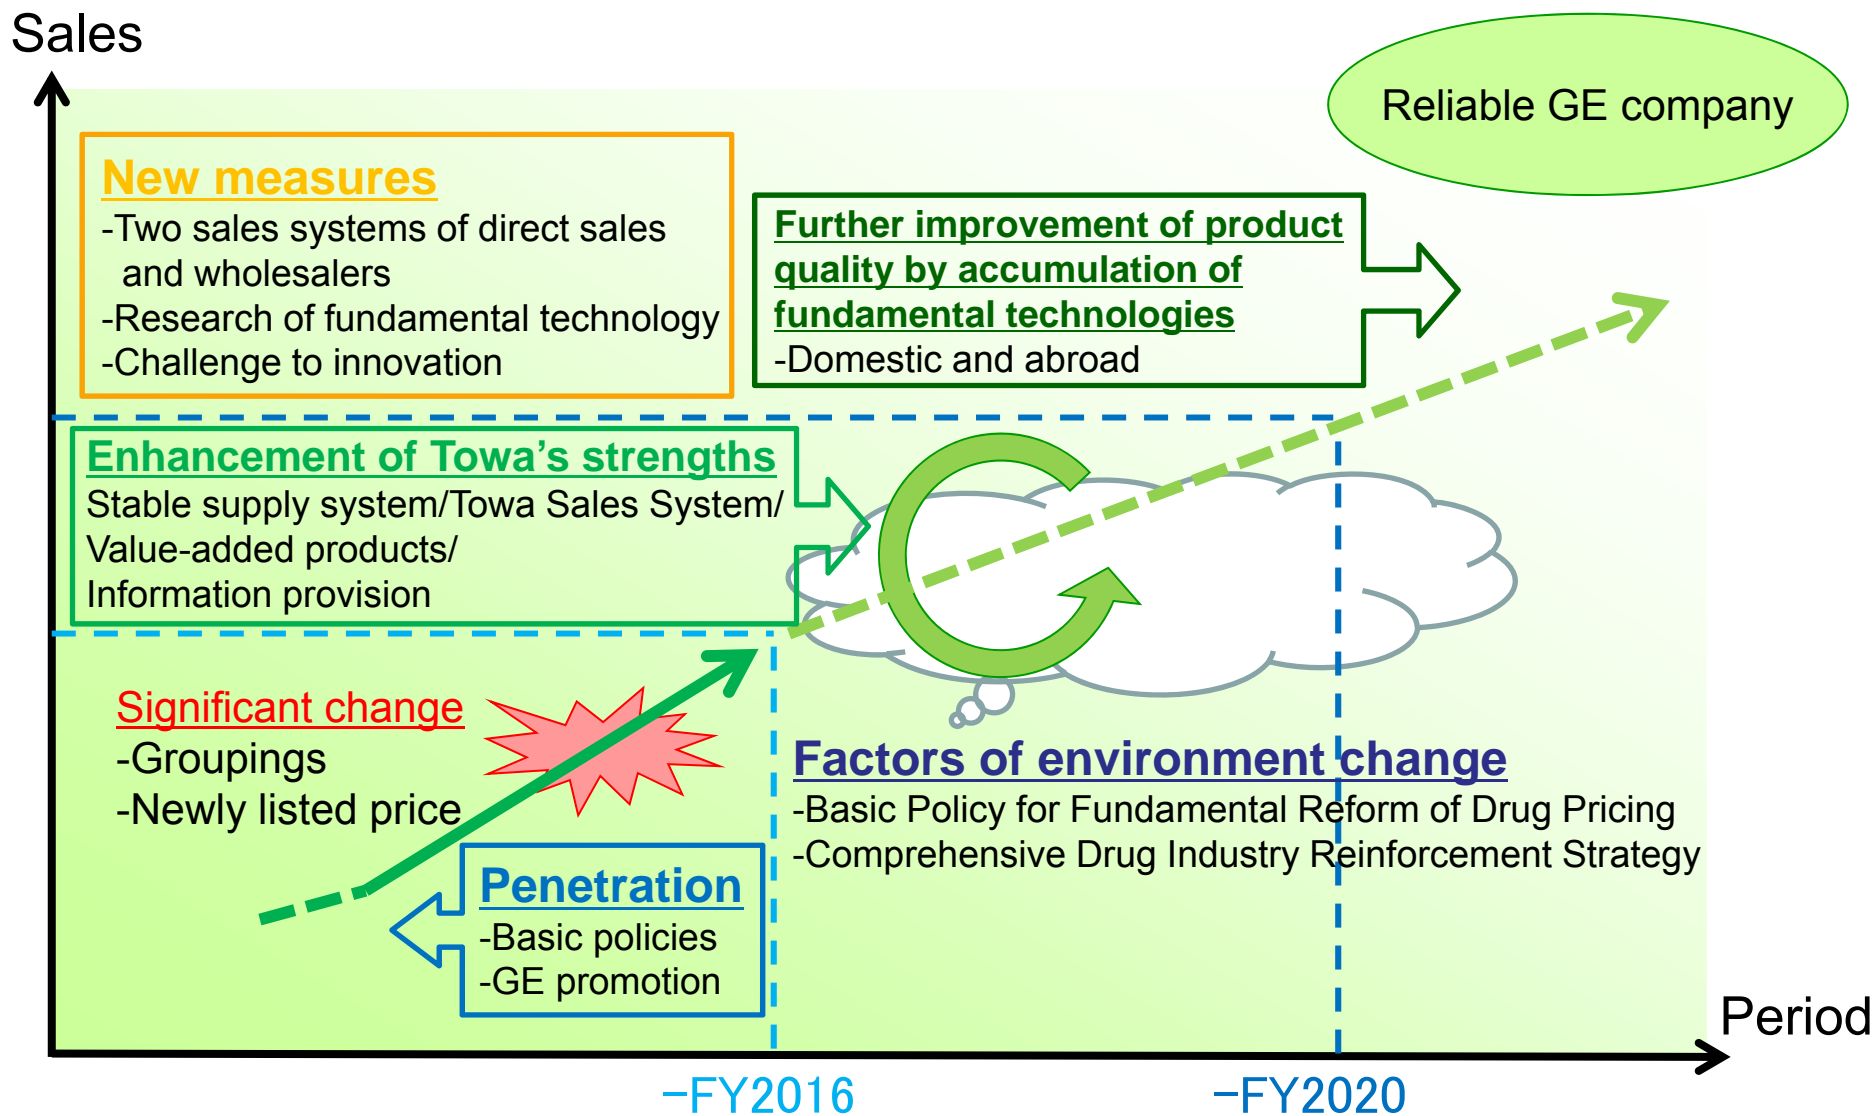 Sales
Reliable GE company
New measures
-Two sales systems of direct sales
and wholesalers
-Research of fundamental technology
-Challenge to innovation
Further improvement of product
quality by accumulation of
fundamental technologies
-Domestic and abroad
Enhancement of Towa’s strengths
Stable supply system/Towa Sales System/
Value-added products/
Information provision
Significant change
-Groupings
-Newly listed price
Factors of environment change
-Basic Policy for Fundamental Reform of Drug Pricing
-Comprehensive Drug Industry Reinforcement Strategy
Penetration
-Basic policies
-GE promotion
Period
-FY2016
-FY2020